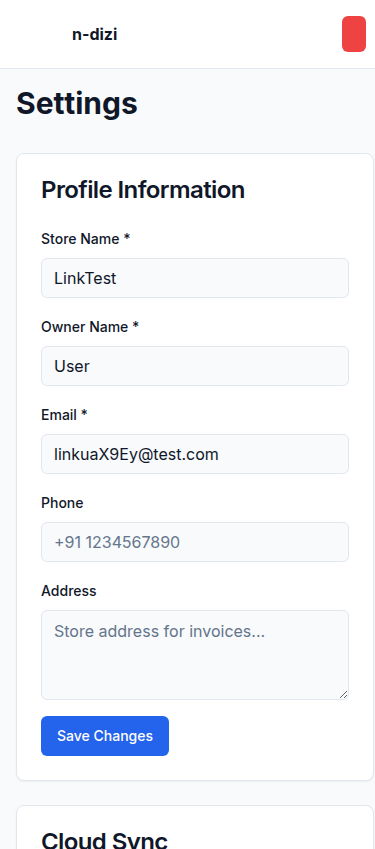 n-dizi
Settings
Profile Information
Store Name *
LinkTest
Owner Name *
User
Email *
linkuaX9Ey@test.com
Phone
+91 1234567890
Address
Store address for invoices...
Save Changes
Cloud Sync